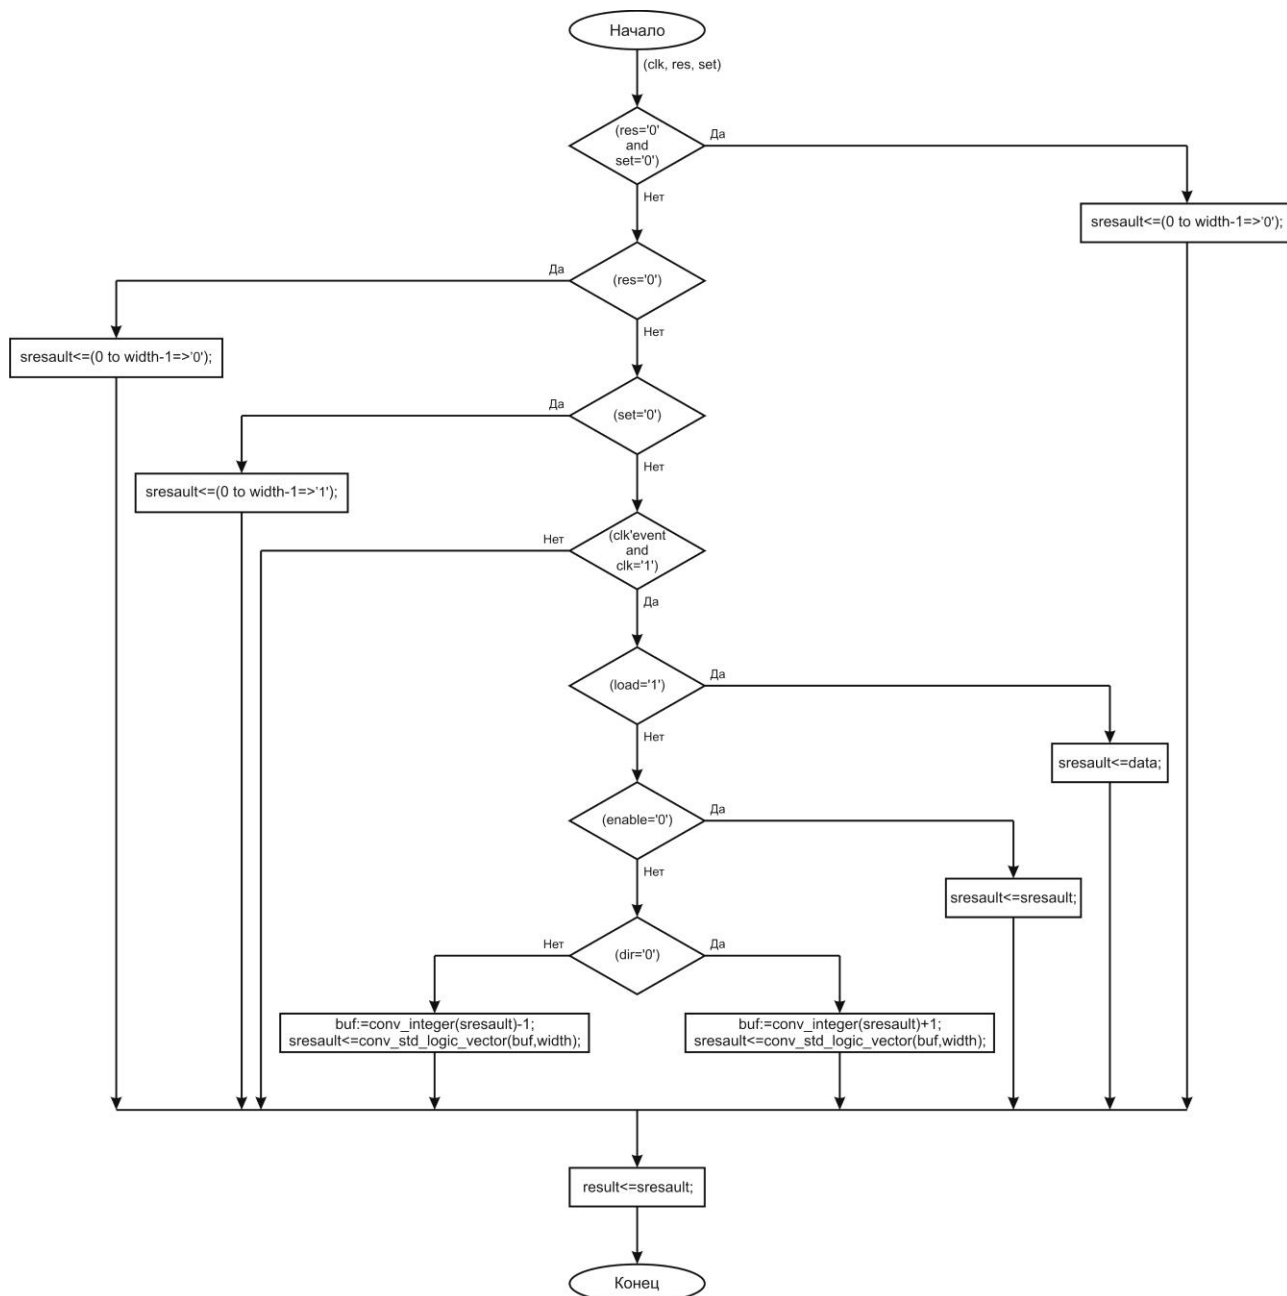 Начало
(clk, res, set)
(res='0'
and
set='0')
Да
Нет
sresault<=(0 to width-1=>'0');
Да
(res='0')
Нет
sresault<=(0 to width-1=>'0');
Да
(set='0')
Нет
sresault<=(0 to width-1=>'1');
Нет
(clk'event
and
clk='1')
Да
(load='1')
Да
Нет
sresault<=data;
(enable='0')
Да
Нет
sresault<=sresault;
Нет
(dir='0')
Да
buf:=conv_integer(sresault)-1;
sresault<=conv_std_logic_vector(buf,width);
buf:=conv_integer(sresault)+1;
sresault<=conv_std_logic_vector(buf,width);
result<=sresault;
Конец